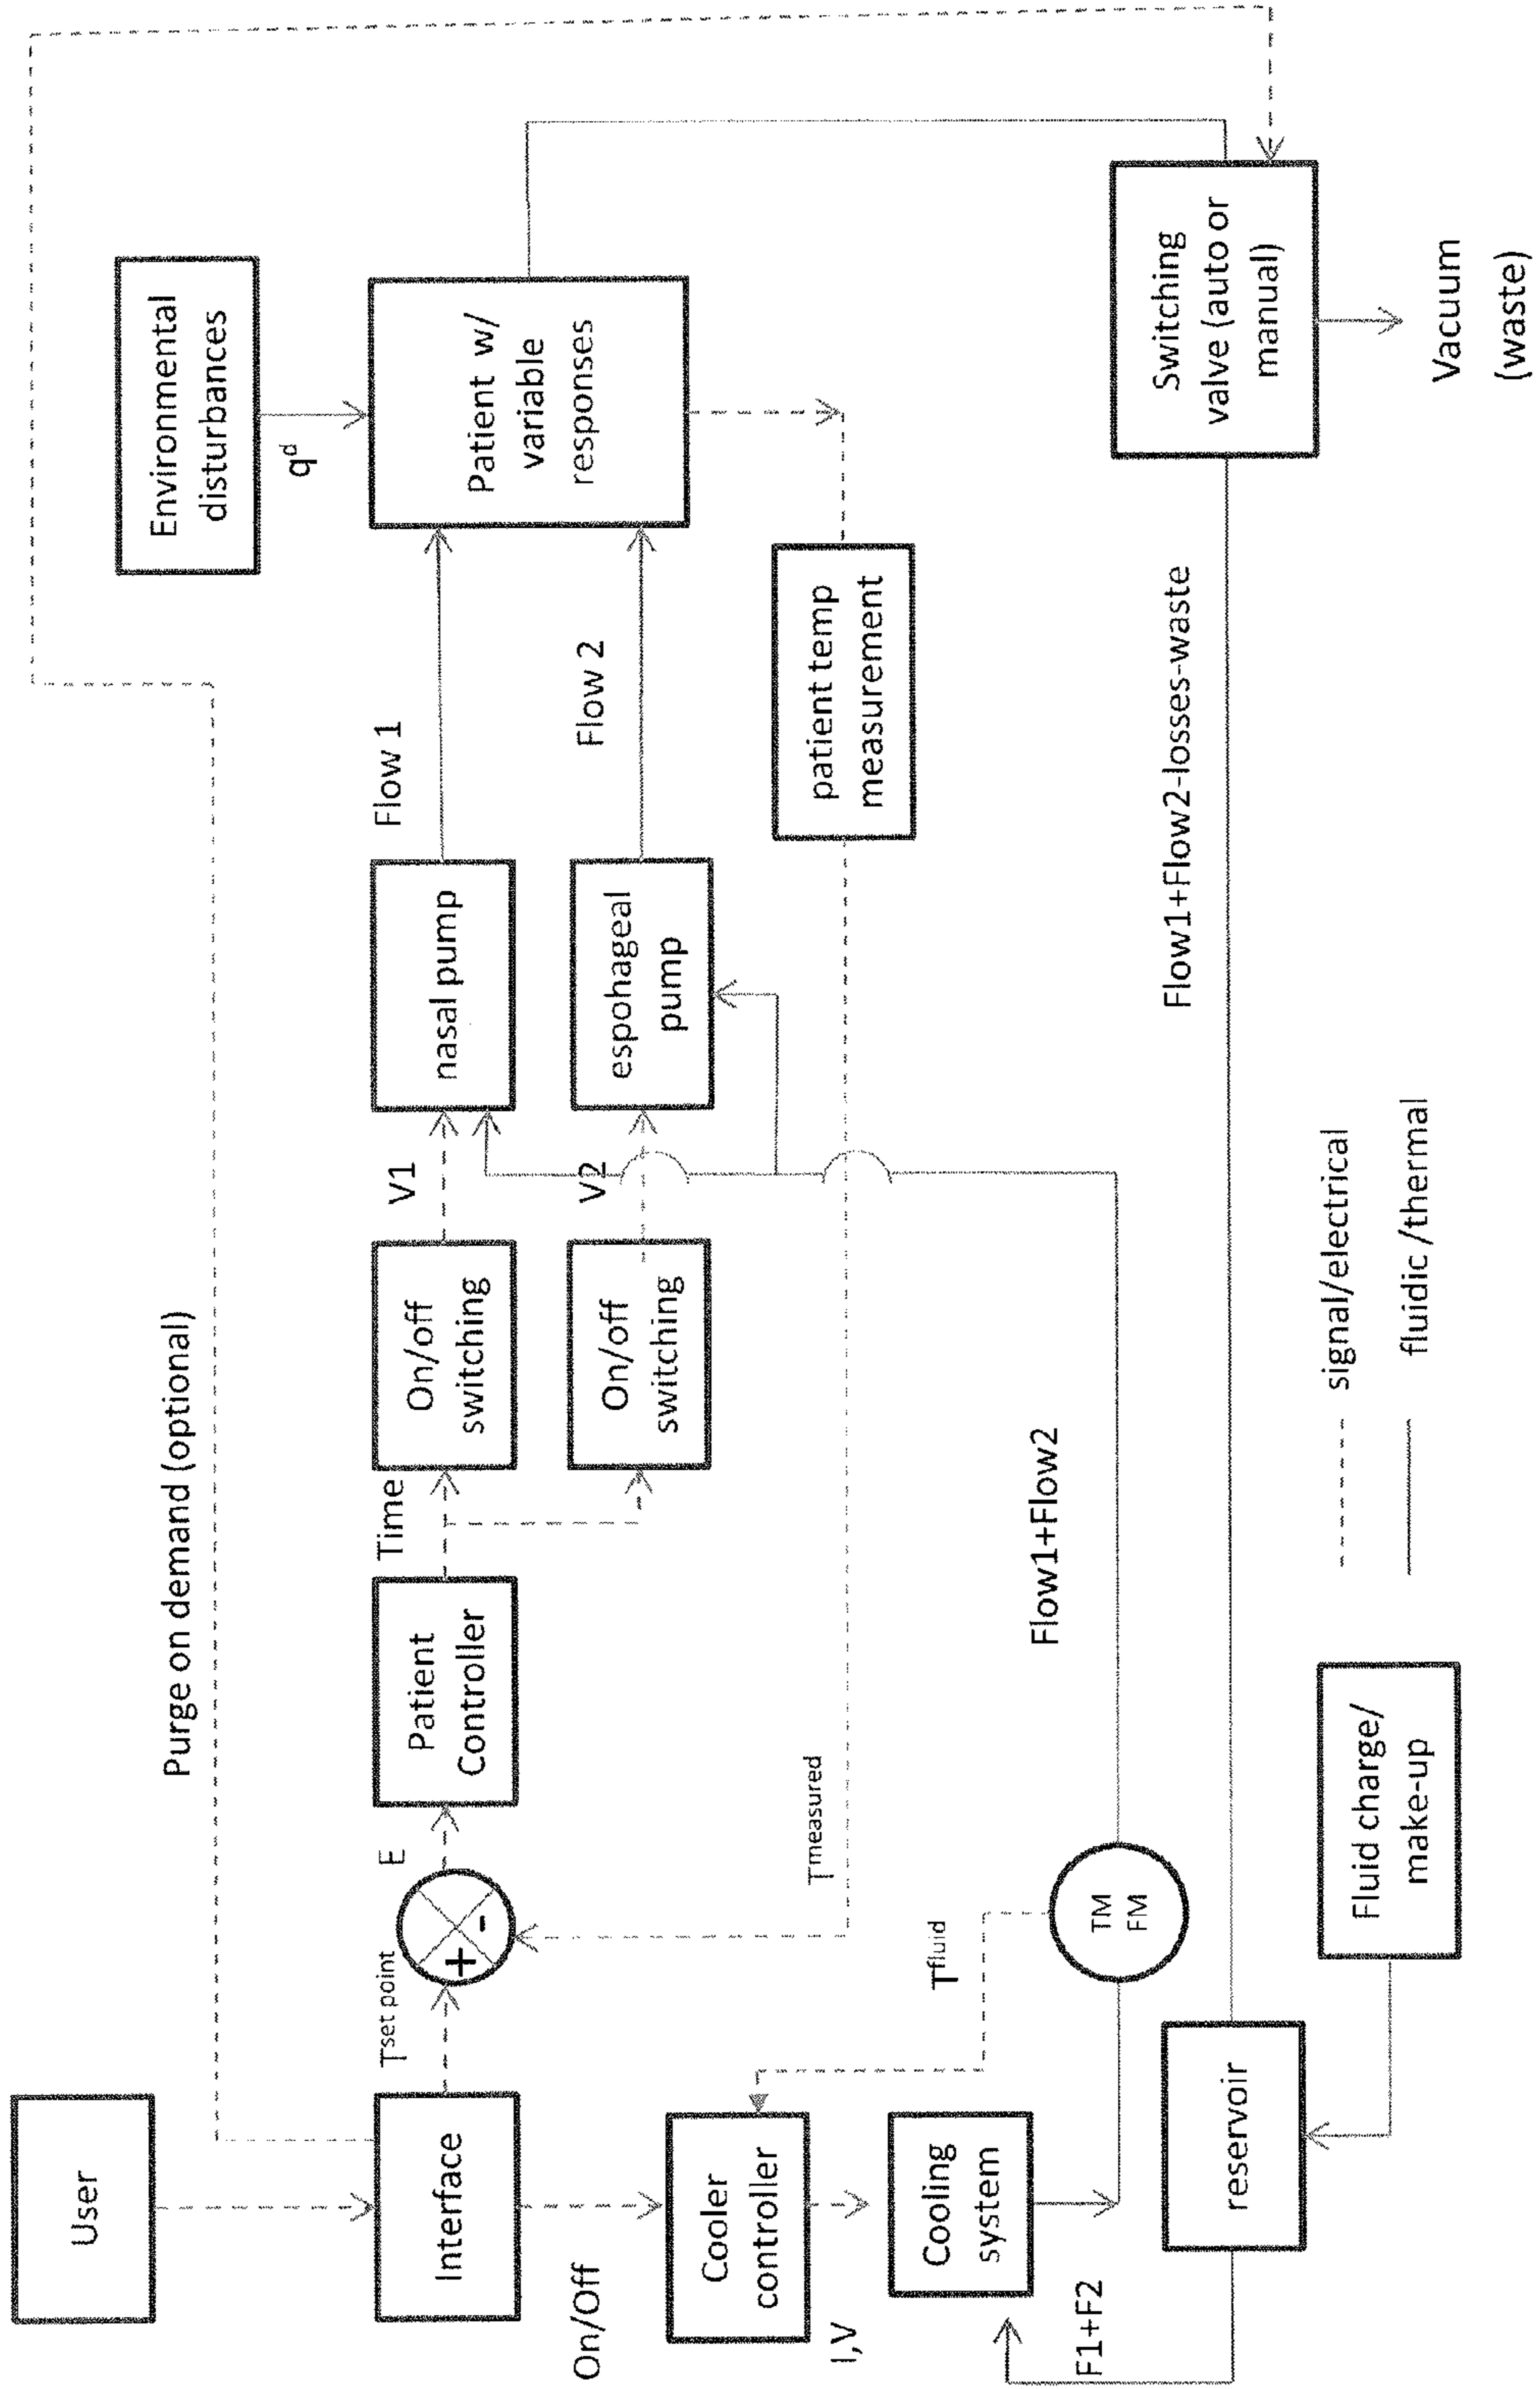 User
Purge on demand (optional)
Environmental
disturbances
q^d
Interface
T^set point
+
-
E
Patient
Controller
Time
On/off
switching
V1
nasal pump
Flow 1
Patient w/
variable
responses
On/off
switching
V2
espohageal
pump
Flow 2
On/Off
Cooler
controller
T^measured
patient temp
measurement
I,V
Cooling
system
T^fluid
F1+F2
TM
FM
Flow1+Flow2
Flow1+Flow2-losses-waste
Switching
valve (auto or
manual)
reservoir
Vacuum
(waste)
Fluid charge/
make-up
signal/electrical
fluidic /thermal